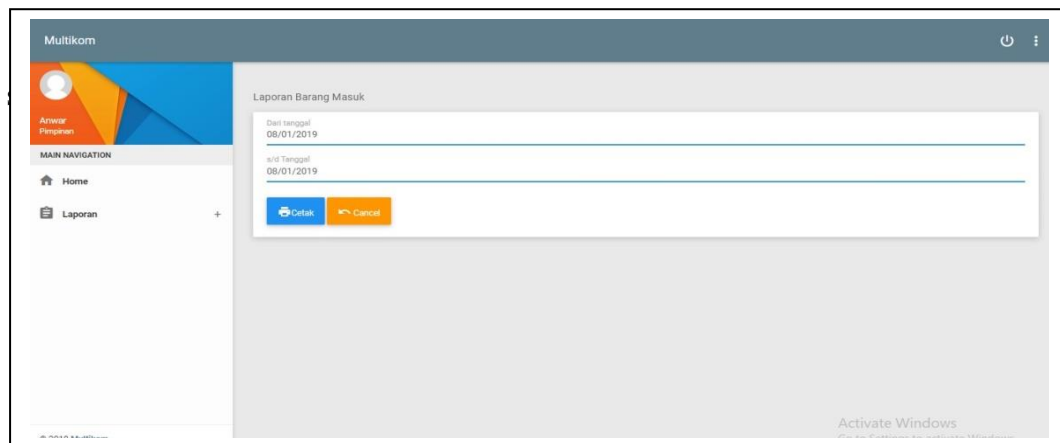 Multikom
Anwar
Pimpinan
MAIN NAVIGATION
Home
Laporan +
Laporan Barang Masuk
Dari tanggal
08/01/2019
s/d Tanggal
08/01/2019
Cetak Cancel
Activate Windows